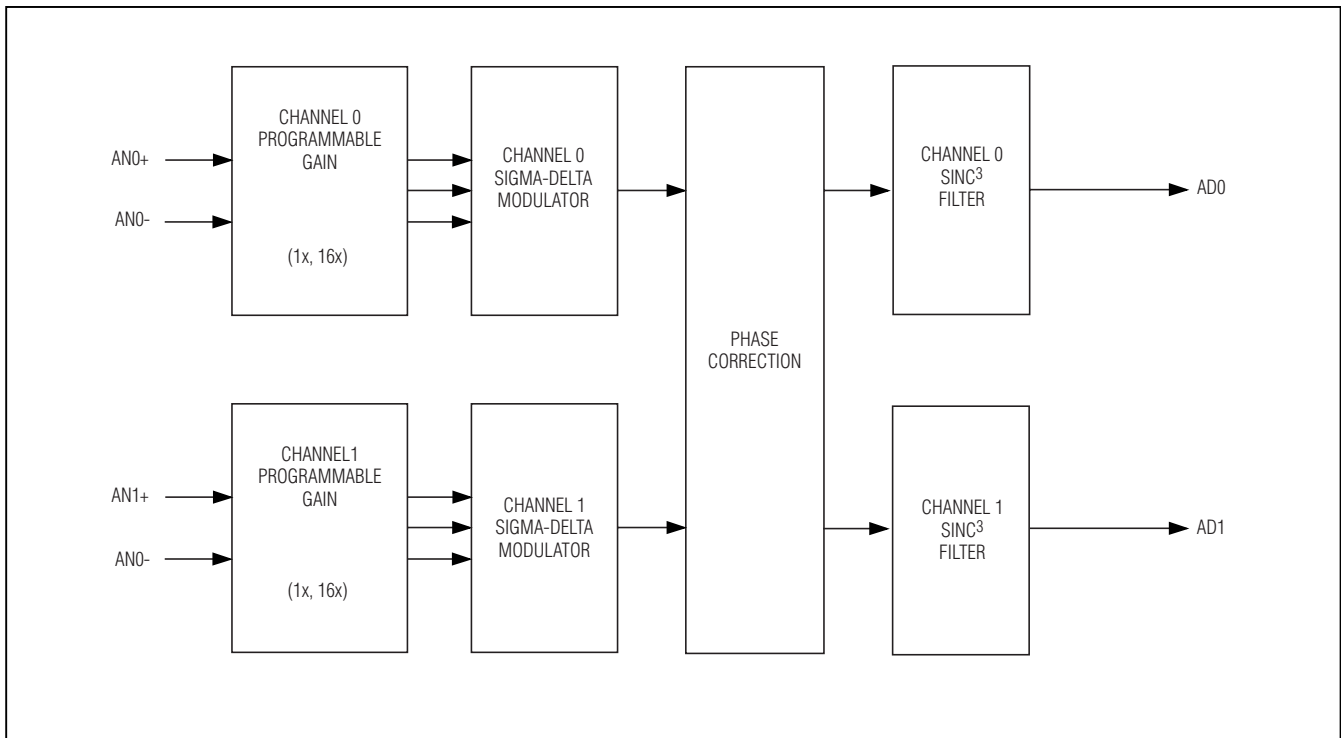 CHANNEL 0
PROGRAMMABLE
GAIN
(1x, 16x)
AN0+
AN0-
CHANNEL 0
SIGMA-DELTA
MODULATOR
PHASE
CORRECTION
CHANNEL 0
SINC³
FILTER
AD0
CHANNEL1
PROGRAMMABLE
GAIN
(1x, 16x)
AN1+
AN0-
CHANNEL 1
SIGMA-DELTA
MODULATOR
CHANNEL 1
SINC³
FILTER
AD1